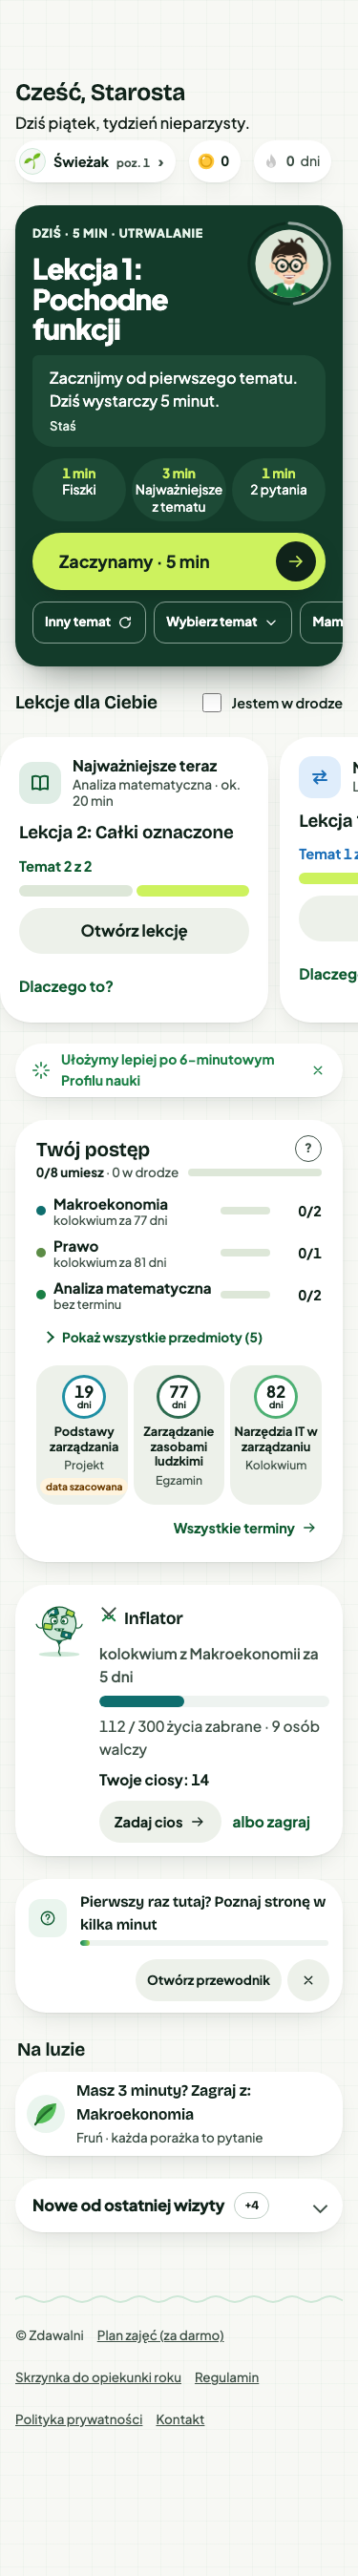 Cześć, Starosta
Dziś piątek, tydzień nieparzysty.
Świeżak poz. 1 › 0 0 dni
DZIŚ · 5 MIN · UTRWALANIE
Lekcja 1:
Pochodne
funkcji
Zacznijmy od pierwszego tematu.
Dziś wystarczy 5 minut.
Staś
1 min 3 min 1 min
Fiszki Najważniejsze 2 pytania
z tematu
Zaczynamy · 5 min →
Inny temat Wybierz temat Mam
Lekcje dla Ciebie Jestem w drodze
Najważniejsze teraz
Analiza matematyczna · ok.
20 min
Lekcja 2: Całki oznaczone
Temat 2 z 2
Otwórz lekcję
Dlaczego to?
N
L
Lekcja 1
Temat 1 z
Dlaczeg
Ułożymy lepiej po 6-minutowym
Profilu nauki
Twój postęp ?
0/8 umiesz · 0 w drodze
Makroekonomia 0/2
kolokwium za 77 dni
Prawo 0/1
kolokwium za 81 dni
Analiza matematyczna 0/2
bez terminu
Pokaż wszystkie przedmioty (5)
19 dni
Podstawy
zarządzania
Projekt
data szacowana
77 dni
Zarządzanie
zasobami
ludzkimi
Egzamin
82 dni
Narzędzia IT w
zarządzaniu
Kolokwium
Wszystkie terminy →
Inflator
kolokwium z Makroekonomii za
5 dni
112 / 300 życia zabrane · 9 osób
walczy
Twoje ciosy: 14
Zadaj cios → albo zagraj
Pierwszy raz tutaj? Poznaj stronę w
kilka minut
Otwórz przewodnik
Na luzie
Masz 3 minuty? Zagraj z:
Makroekonomia
Fruń · każda porażka to pytanie
Nowe od ostatniej wizyty +4
© Zdawalni Plan zajęć (za darmo)
Skrzynka do opiekunki roku Regulamin
Polityka prywatności Kontakt